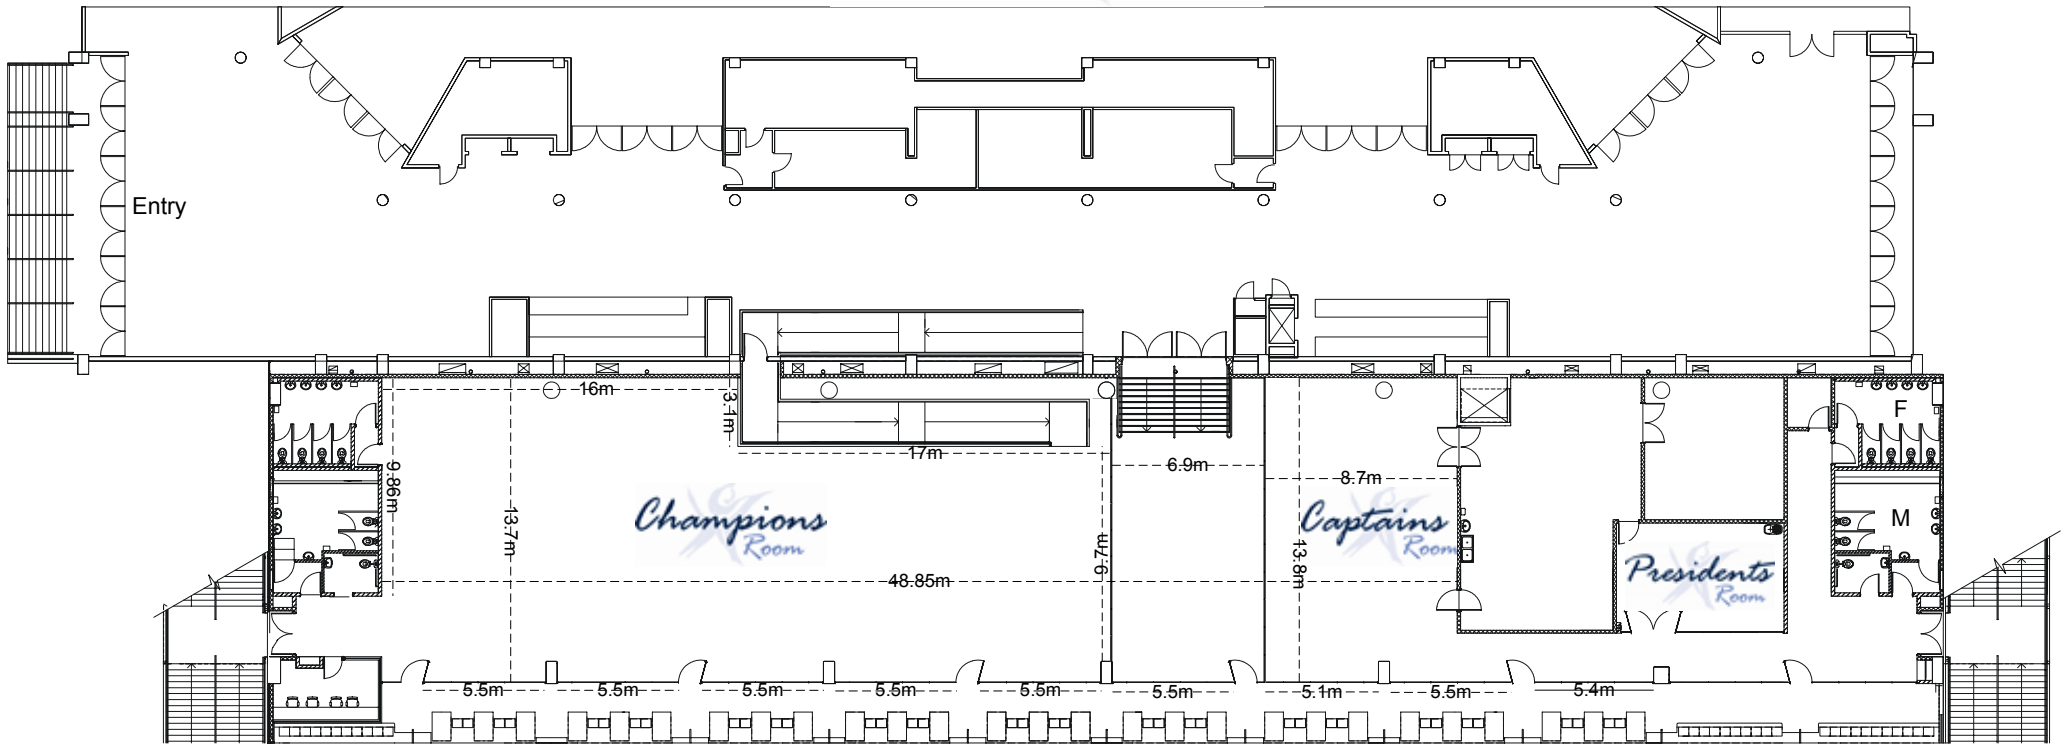 Entry
16m
3.1m
17m
F
6.9m
8.7m
9.86m
13.7m
Champions
Room
Captains
Room
M
9.7m
13.8m
48.85m
Presidents
Room
5.5m
5.5m
5.5m
5.5m
5.5m
5.5m
5.1m
5.5m
5.4m